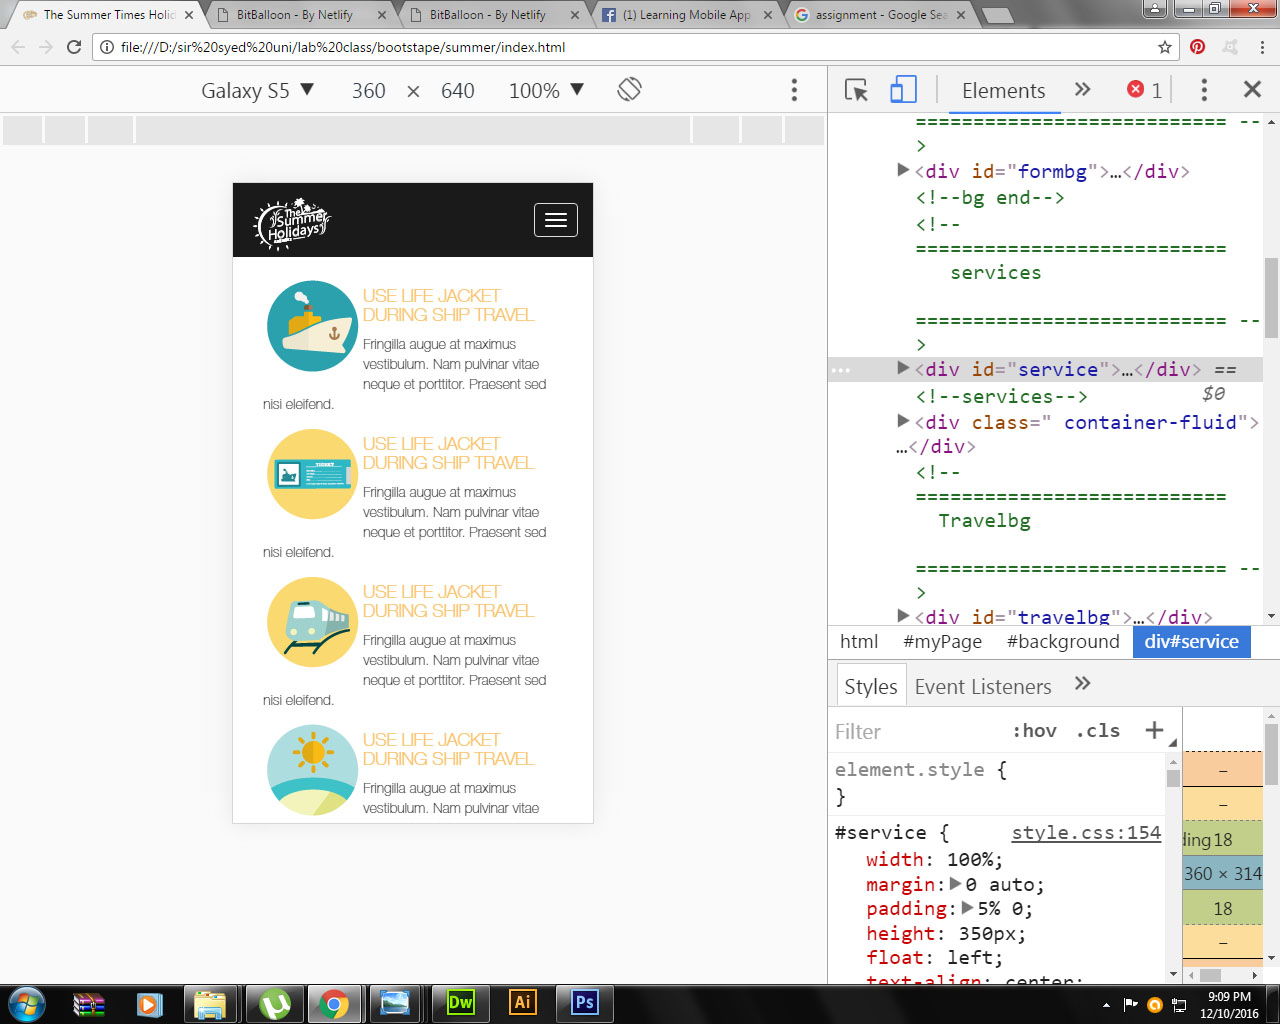 The Summer Times Holid
BitBalloon - By Netlify
BitBalloon - By Netlify
(1) Learning Mobile App
assignment - Google Sea
file:///D:/sir%20syed%20uni/lab%20class/bootstape/summer/index.html
Galaxy S5 ▼ 360 × 640 100% ▼
Elements
1
The
Summer
Holidays
USE LIFE JACKET
DURING SHIP TRAVEL
Fringilla augue at maximus
vestibulum. Nam pulvinar vitae
neque et porttitor. Praesent sed
nisi eleifend.
USE LIFE JACKET
DURING SHIP TRAVEL
Fringilla augue at maximus
vestibulum. Nam pulvinar vitae
neque et porttitor. Praesent sed
nisi eleifend.
USE LIFE JACKET
DURING SHIP TRAVEL
Fringilla augue at maximus
vestibulum. Nam pulvinar vitae
neque et porttitor. Praesent sed
nisi eleifend.
USE LIFE JACKET
DURING SHIP TRAVEL
Fringilla augue at maximus
vestibulum. Nam pulvinar vitae
=========================== --
>
<div id="formbg">…</div>
<!--bg end-->
<!--
===========================
services
=========================== --
>
<div id="service">…</div> ==
$0
<!--services-->
<div class=" container-fluid">
…</div>
<!--
===========================
Travelbg
=========================== --
>
<div id="travelbg">…</div>
html #myPage #background div#service
Styles Event Listeners
Filter :hov .cls +
element.style {
}
#service { style.css:154
width: 100%;
margin: 0 auto;
padding: 5% 0;
height: 350px;
float: left;
text-align: center;
–
–
ding 18
360 × 314
18
–
Dw
Ai
Ps
9:09 PM
12/10/2016